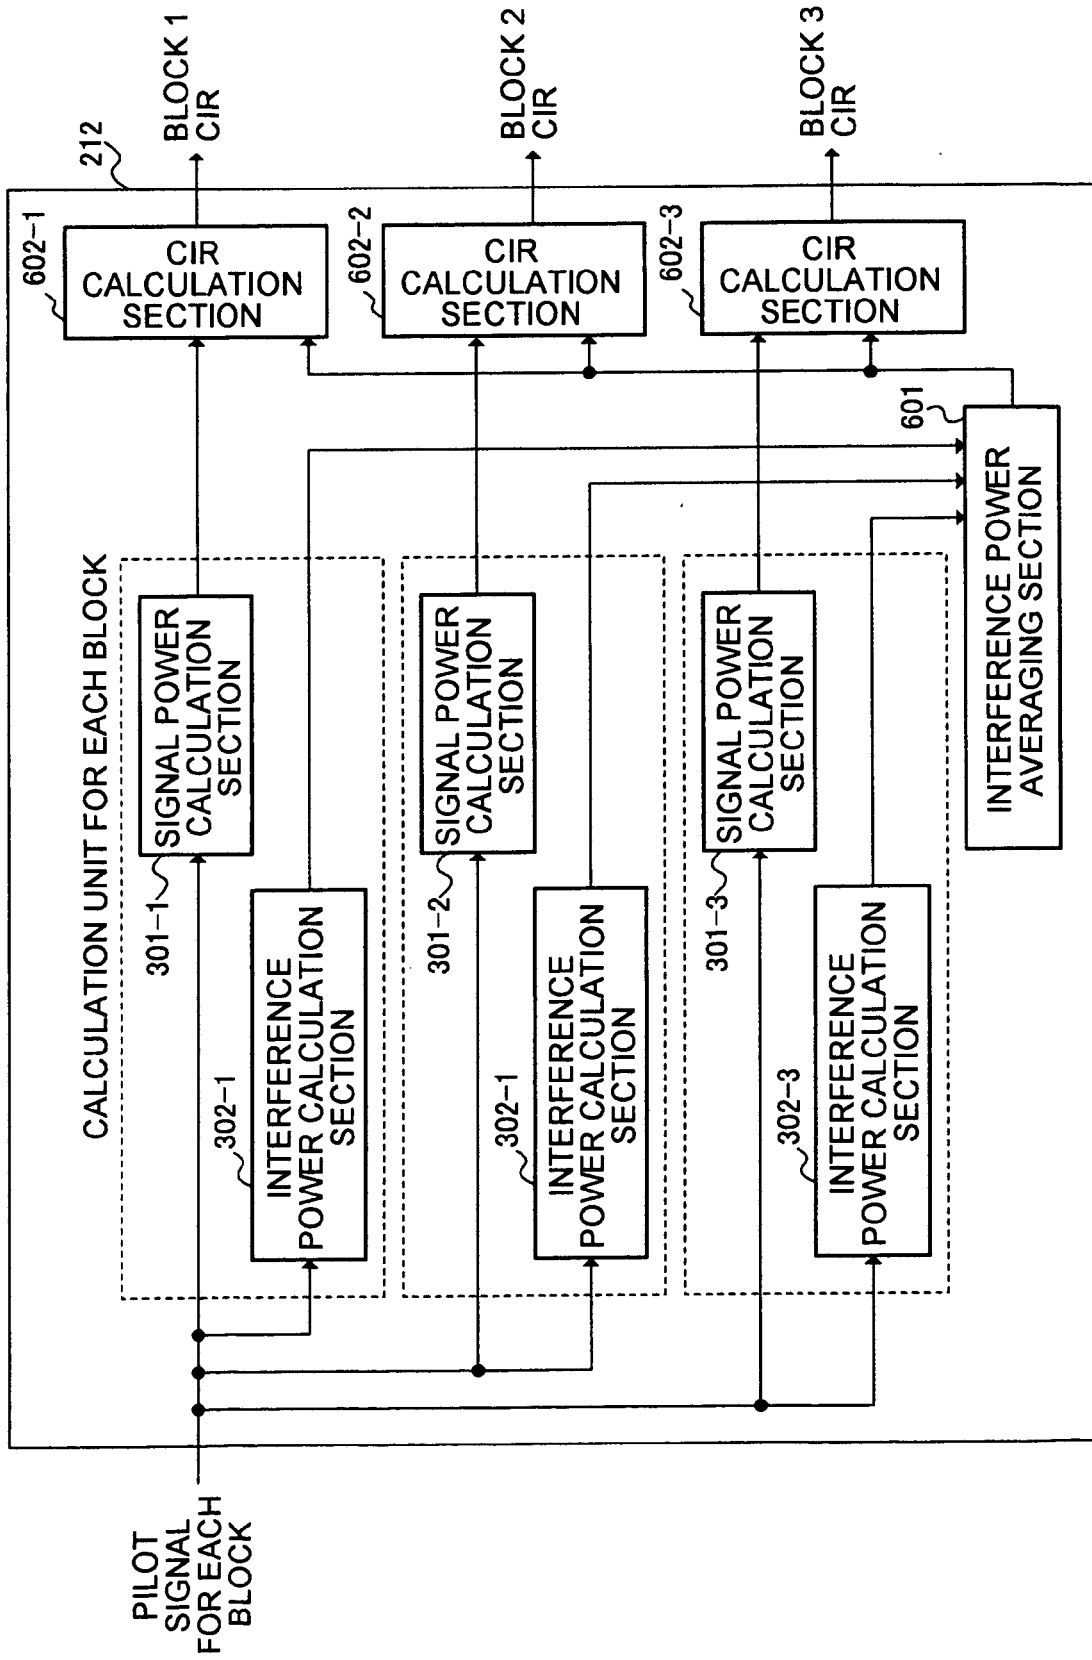 PILOT
SIGNAL
FOR EACH
BLOCK
CALCULATION UNIT FOR EACH BLOCK
301-1
SIGNAL POWER
CALCULATION
SECTION
302-1
INTERFERENCE
POWER CALCULATION
SECTION
301-2
SIGNAL POWER
CALCULATION
SECTION
302-1
INTERFERENCE
POWER CALCULATION
SECTION
301-3
SIGNAL POWER
CALCULATION
SECTION
302-3
INTERFERENCE
POWER CALCULATION
SECTION
601
INTERFERENCE POWER
AVERAGING SECTION
212
602-1
CIR
CALCULATION
SECTION
602-2
CIR
CALCULATION
SECTION
602-3
CIR
CALCULATION
SECTION
BLOCK 1
CIR
BLOCK 2
CIR
BLOCK 3
CIR